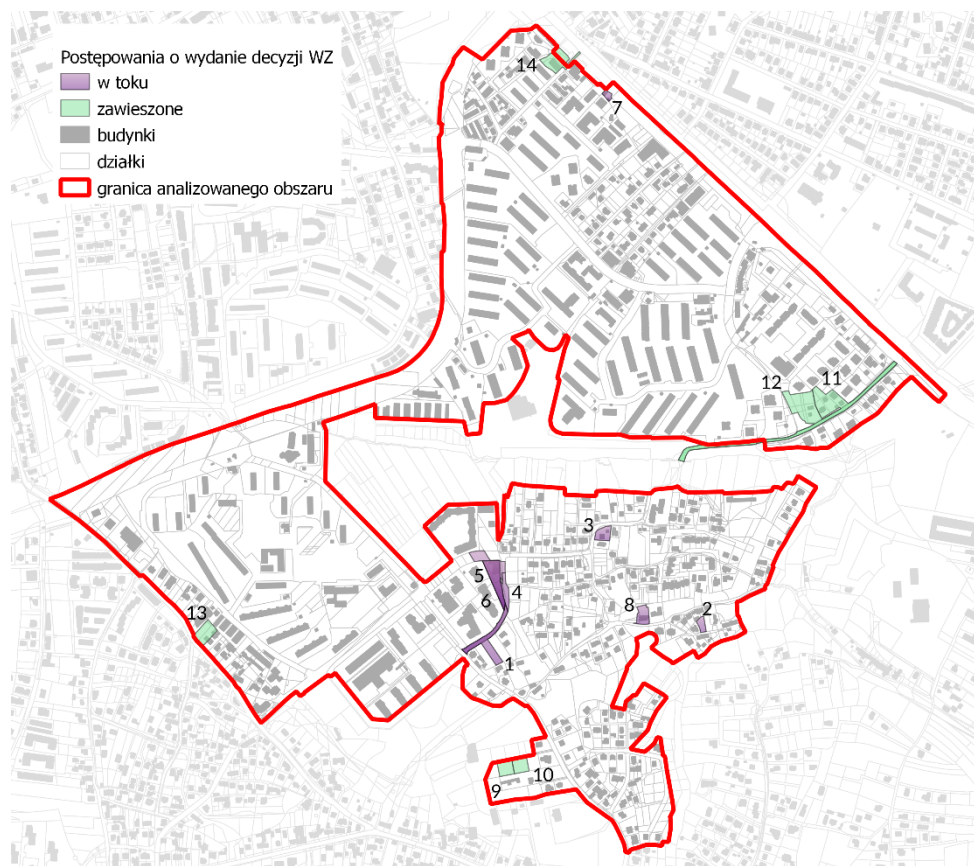 Postępowania o wydanie decyzji WZ
w toku
zawieszone
budynki
działki
granica analizowanego obszaru
14
7
12
11
3
5
4
6
8
2
13
1
9
10